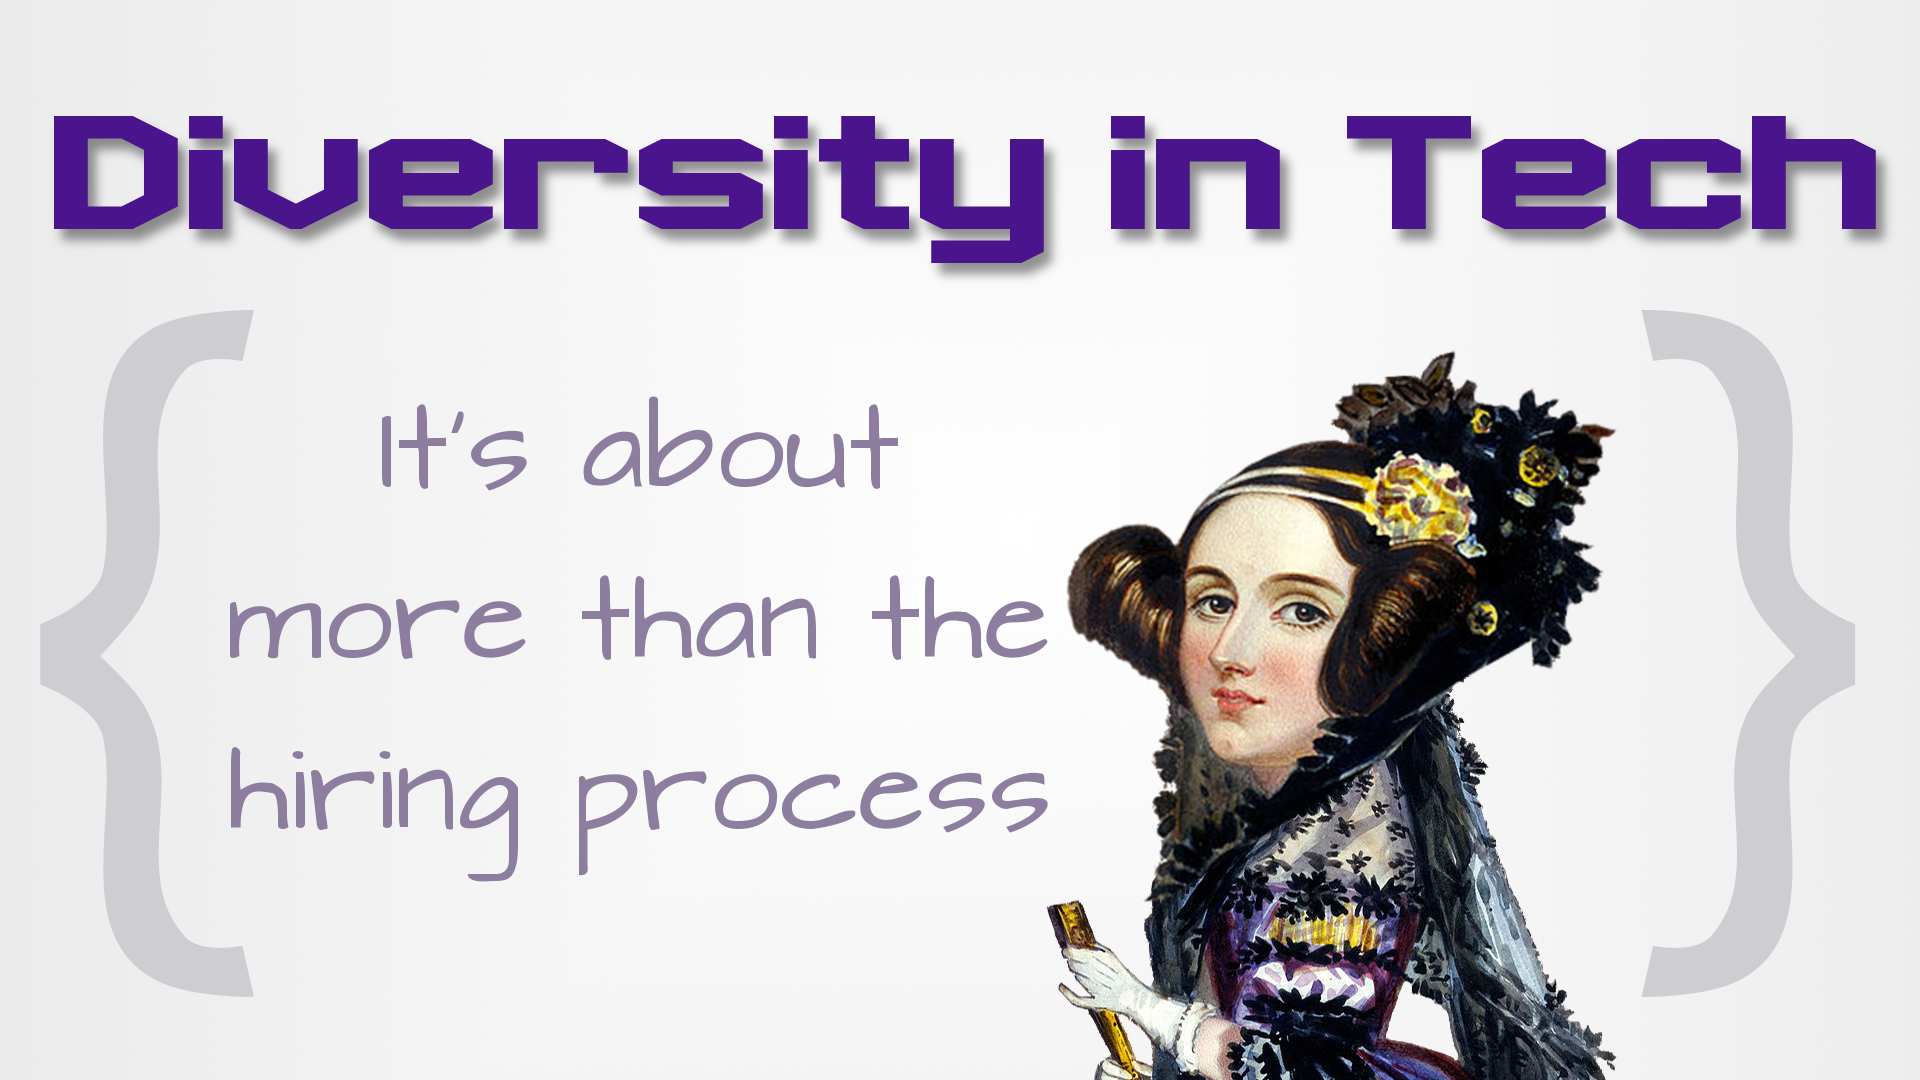 Diversity in Tech
{
It's about
more than the
hiring process
}